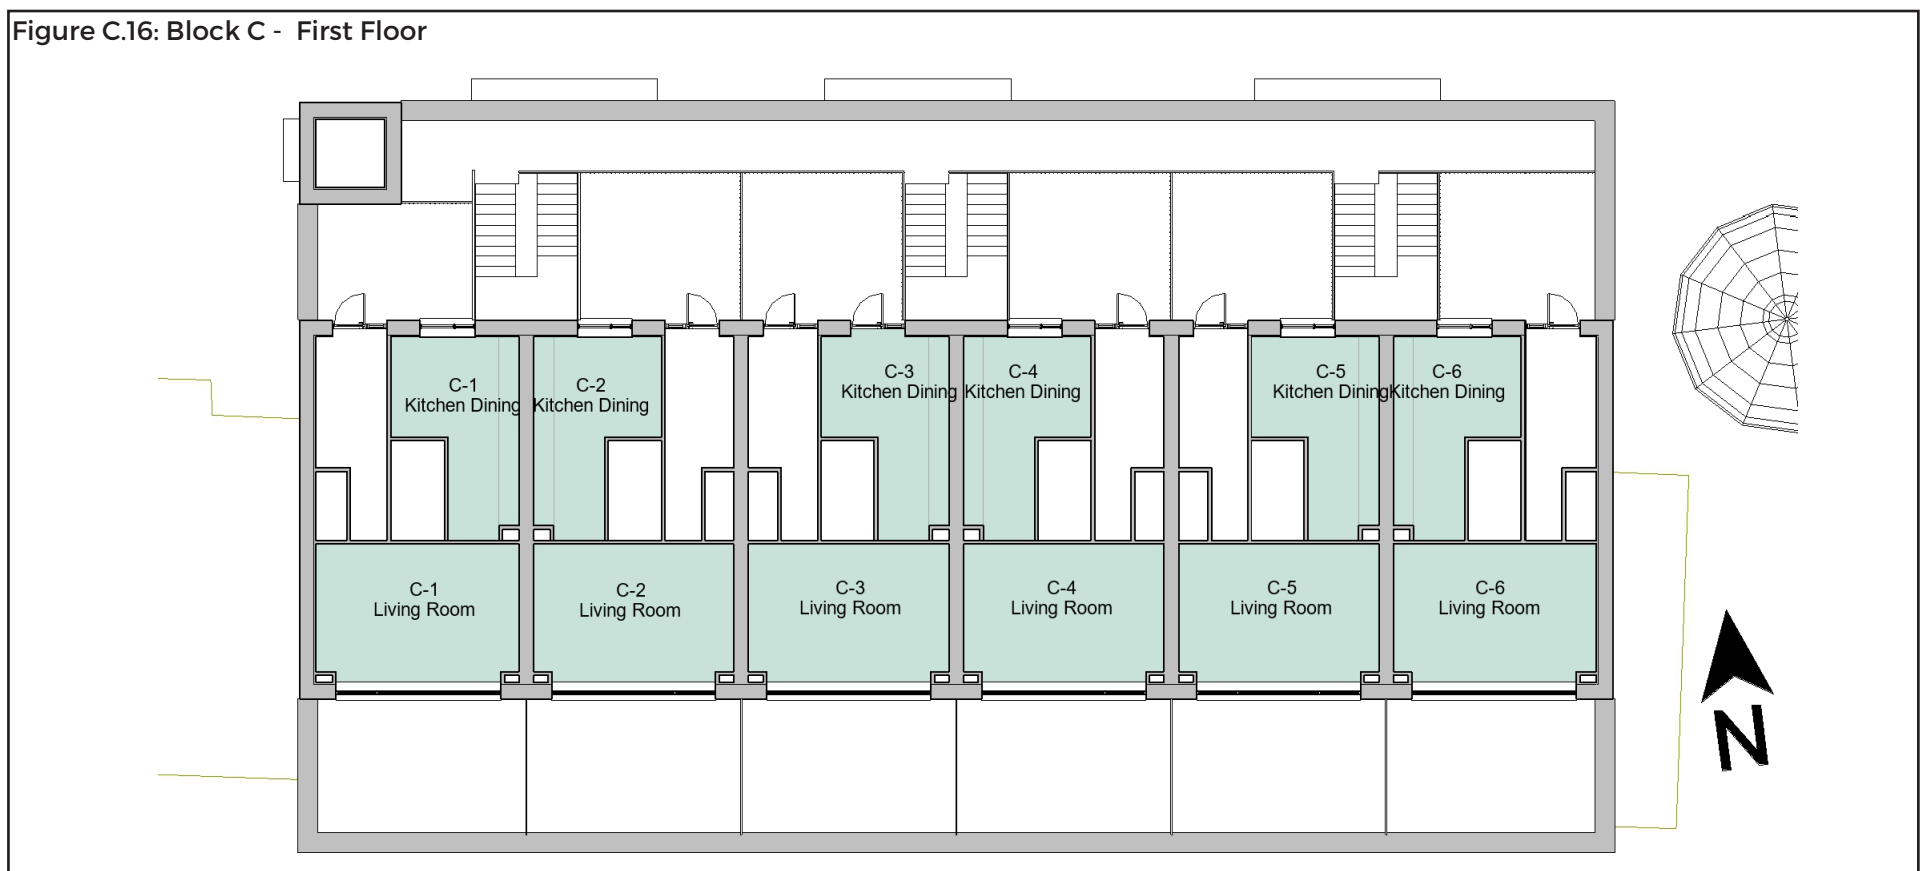 Figure C.16: Block C - First Floor
C-1
Kitchen Dining
C-2
Kitchen Dining
C-3
Kitchen Dining
C-4
Kitchen Dining
C-5
Kitchen Dining
C-6
Kitchen Dining
C-1
Living Room
C-2
Living Room
C-3
Living Room
C-4
Living Room
C-5
Living Room
C-6
Living Room
N